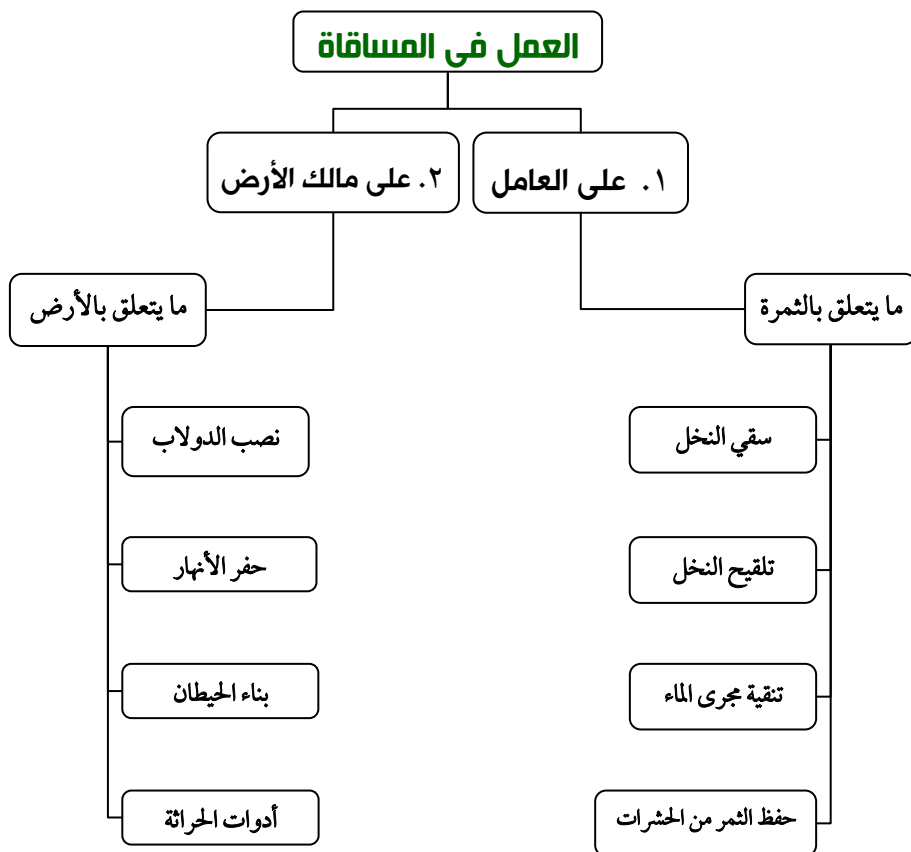 العمل في المساقاة
١. على العامل
٢. على مالك الأرض
ما يتعلق بالثمرة
ما يتعلق بالأرض
سقي النخل
تلقيح النخل
تنقية مجرى الماء
حفظ الثمر من الحشرات
نصب الدولاب
حفر الأنهار
بناء الحيطان
أدوات الحراثة